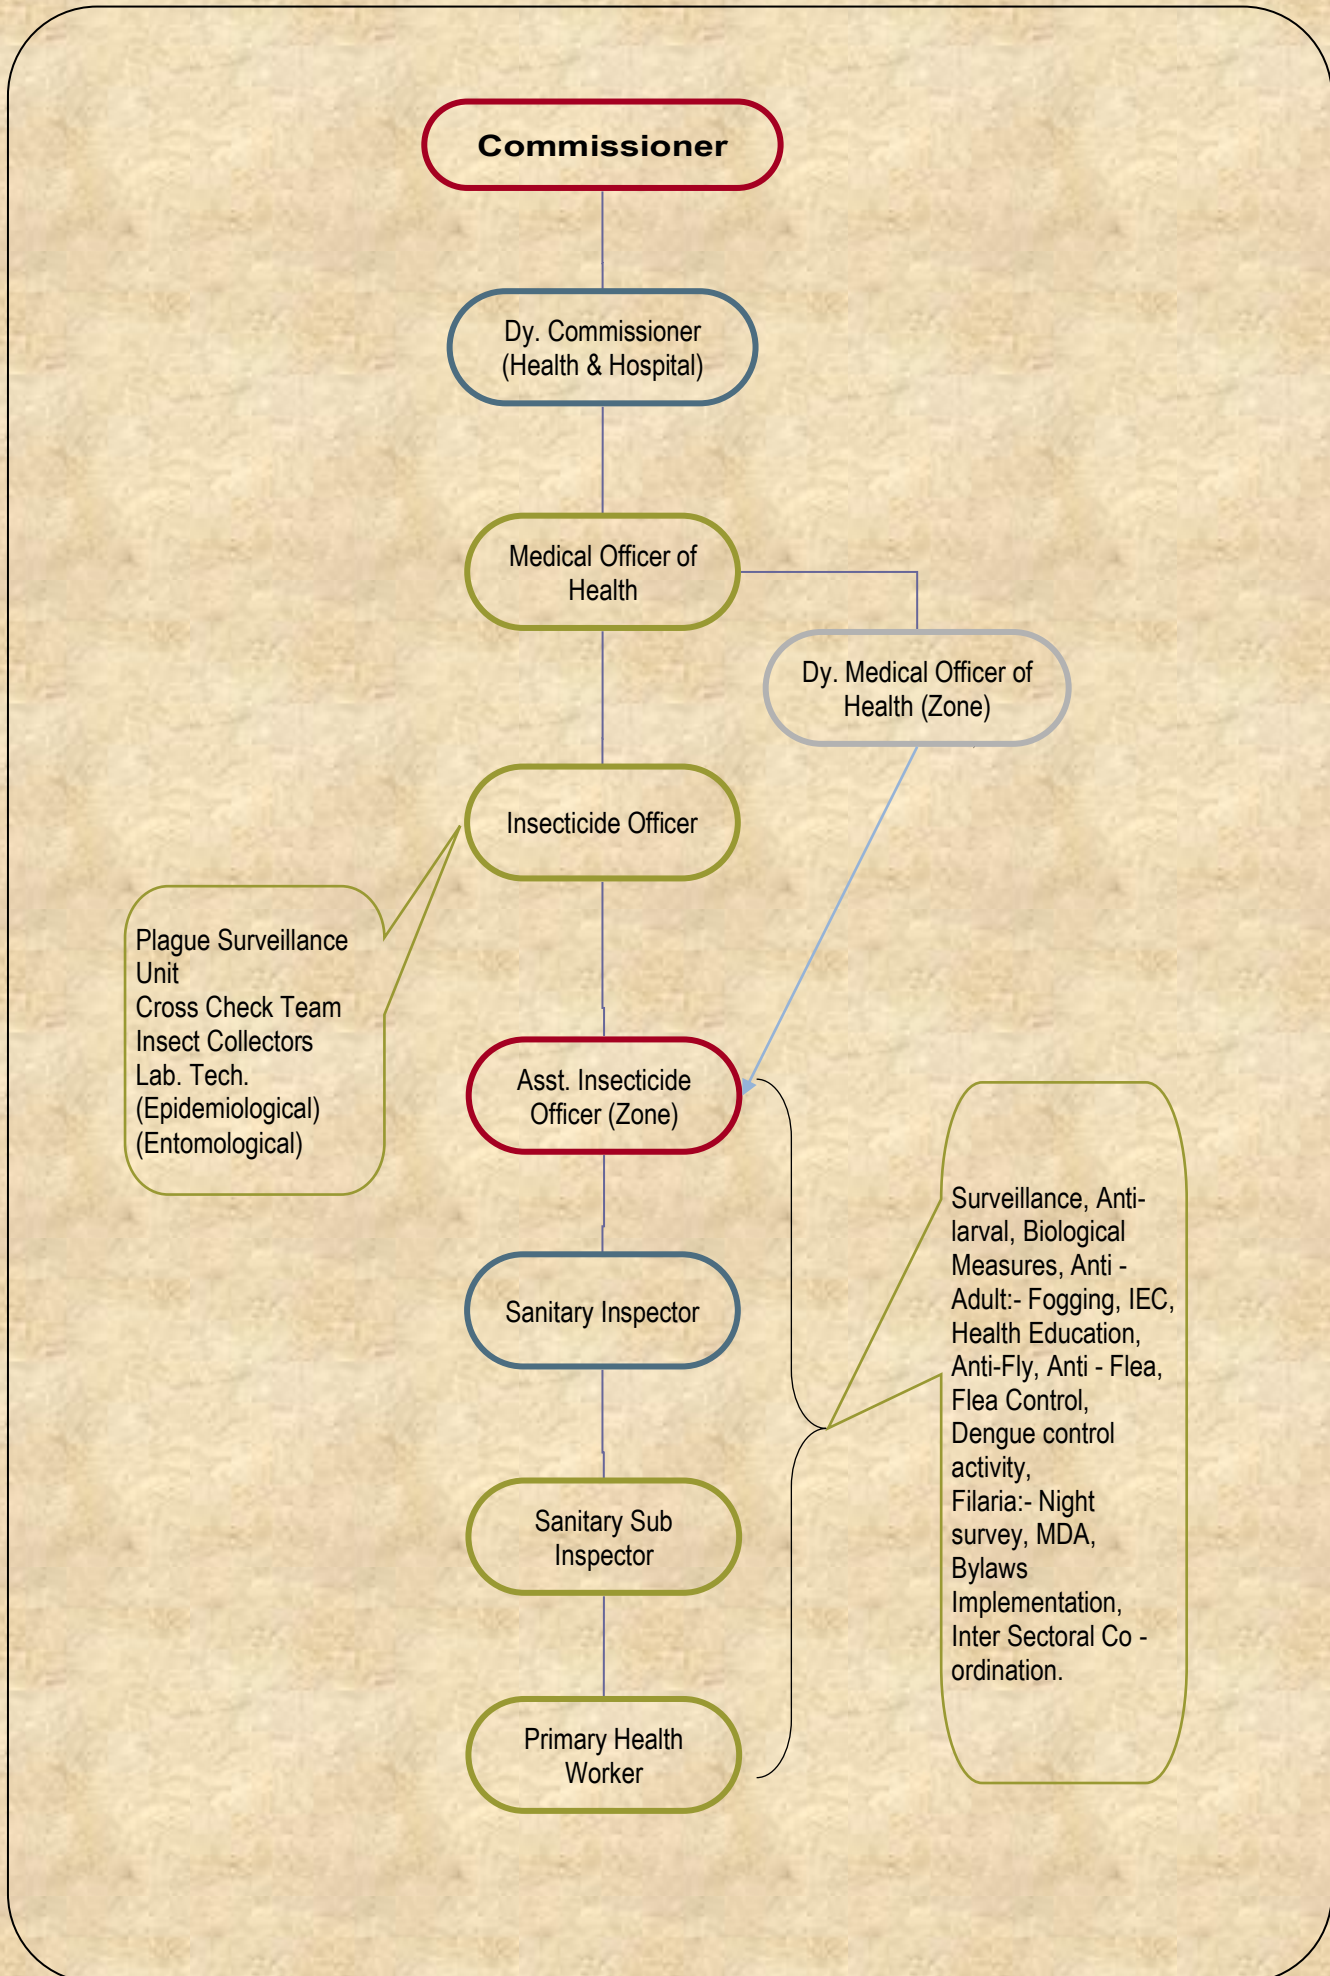 Commissioner
Dy. Commissioner
(Health & Hospital)
Medical Officer of
Health
Dy. Medical Officer of
Health (Zone)
Insecticide Officer
Plague Surveillance
Unit
Cross Check Team
Insect Collectors
Lab. Tech.
(Epidemiological)
(Entomological)
Asst. Insecticide
Officer (Zone)
Sanitary Inspector
Sanitary Sub
Inspector
Primary Health
Worker
Surveillance, Anti-
larval, Biological
Measures, Anti -
Adult:- Fogging, IEC,
Health Education,
Anti-Fly, Anti - Flea,
Flea Control,
Dengue control
activity,
Filaria:- Night
survey, MDA,
Bylaws
Implementation,
Inter Sectoral Co -
ordination.